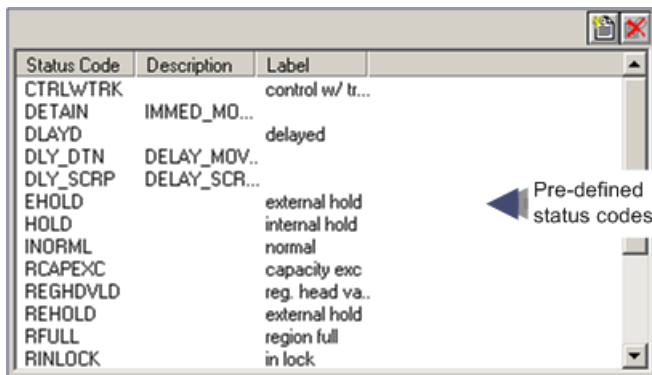 Status Code Description Label
CTRLWTRK control w/ tr...
DETAIN IMMED_MO...
DLAYD delayed
DLY_DTN DELAY_MOV..
DLY_SCRP DELAY_SCR...
EHOLD external hold
HOLD internal hold
INORML normal
RCAPEXC capacity exc
REGHDVLD reg. head va..
REHOLD external hold
RFULL region full
RINLOCK in lock
Pre-defined
status codes